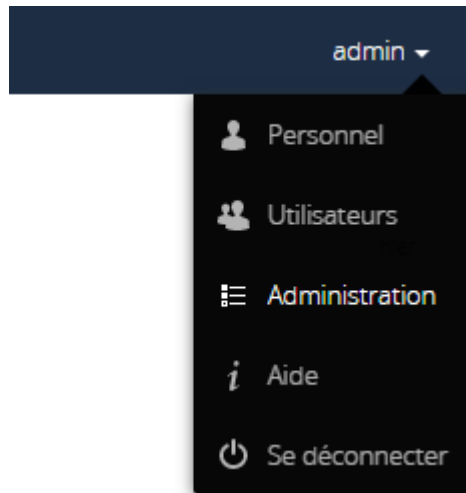 admin
Personnel
Utilisateurs
Administration
Aide
Se déconnecter